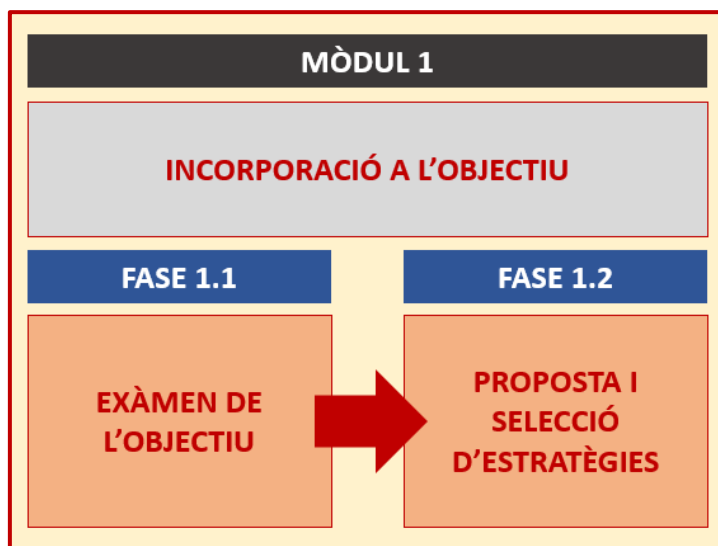 MÒDUL 1
INCORPORACIÓ A L’OBJECTIU
FASE 1.1
EXÀMEN DE
L’OBJECTIU
FASE 1.2
PROPOSTA I
SELECCIÓ
D’ESTRATÈGIES